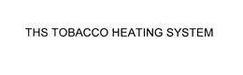 THS TOBACCO HEATING SYSTEM